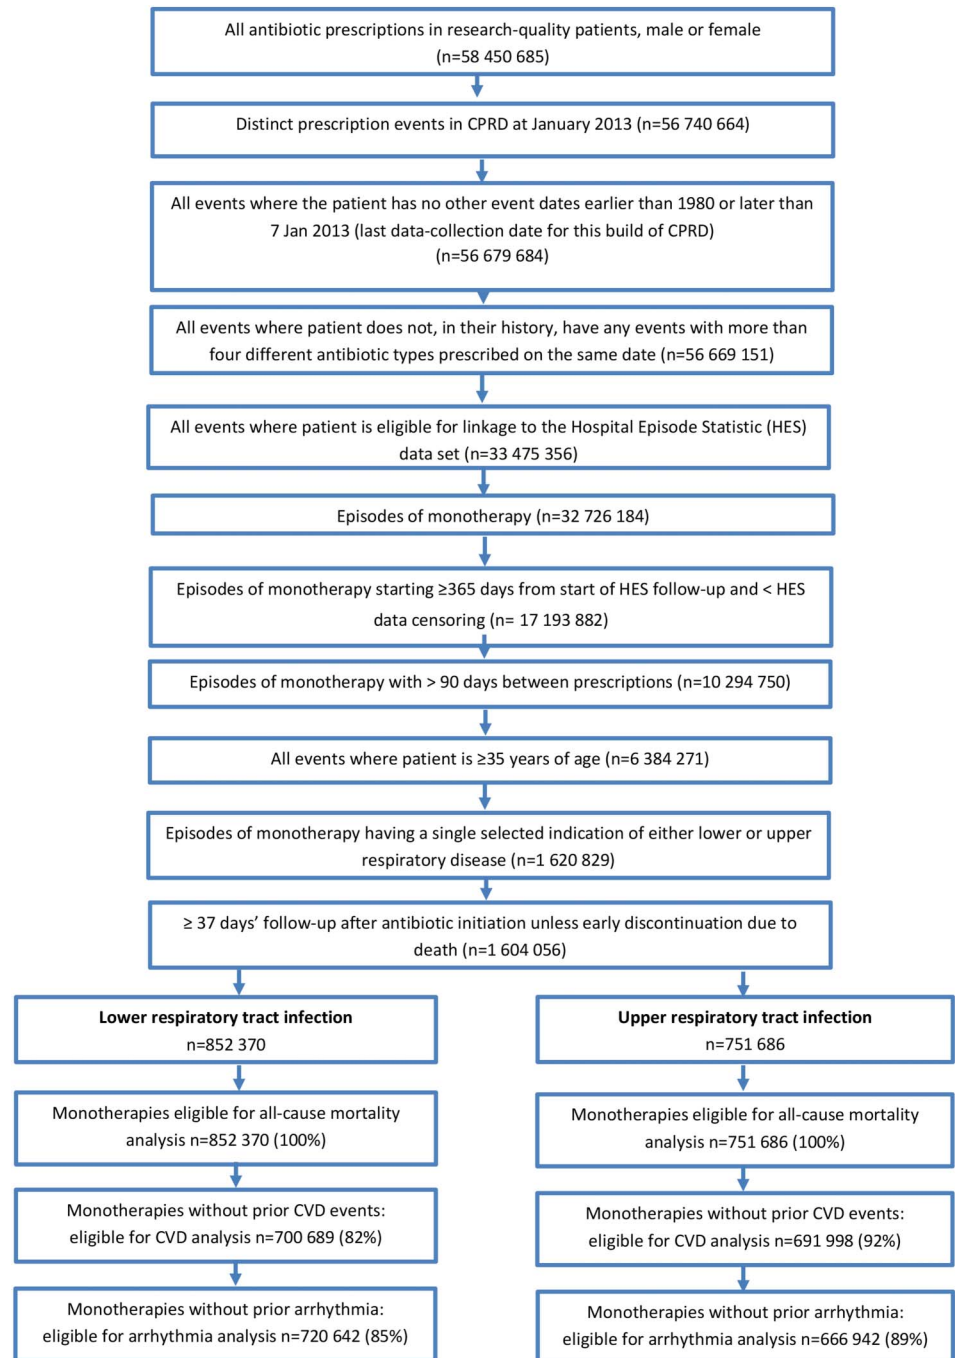 All antibiotic prescriptions in research-quality patients, male or female
(n=58 450 685)
Distinct prescription events in CPRD at January 2013 (n=56 740 664)
All events where the patient has no other event dates earlier than 1980 or later than
7 Jan 2013 (last data-collection date for this build of CPRD)
(n=56 679 684)
All events where patient does not, in their history, have any events with more than
four different antibiotic types prescribed on the same date (n=56 669 151)
All events where patient is eligible for linkage to the Hospital Episode Statistic (HES)
data set (n=33 475 356)
Episodes of monotherapy (n=32 726 184)
Episodes of monotherapy starting ≥365 days from start of HES follow-up and < HES
data censoring (n= 17 193 882)
Episodes of monotherapy with > 90 days between prescriptions (n=10 294 750)
All events where patient is ≥35 years of age (n=6 384 271)
Episodes of monotherapy having a single selected indication of either lower or upper
respiratory disease (n=1 620 829)
≥ 37 days’ follow-up after antibiotic initiation unless early discontinuation due to
death (n=1 604 056)
Lower respiratory tract infection
n=852 370
Monotherapies eligible for all-cause mortality
analysis n=852 370 (100%)
Monotherapies without prior CVD events:
eligible for CVD analysis n=700 689 (82%)
Monotherapies without prior arrhythmia:
eligible for arrhythmia analysis n=720 642 (85%)
Upper respiratory tract infection
n=751 686
Monotherapies eligible for all-cause mortality
analysis n=751 686 (100%)
Monotherapies without prior CVD events:
eligible for CVD analysis n=691 998 (92%)
Monotherapies without prior arrhythmia:
eligible for arrhythmia analysis n=666 942 (89%)